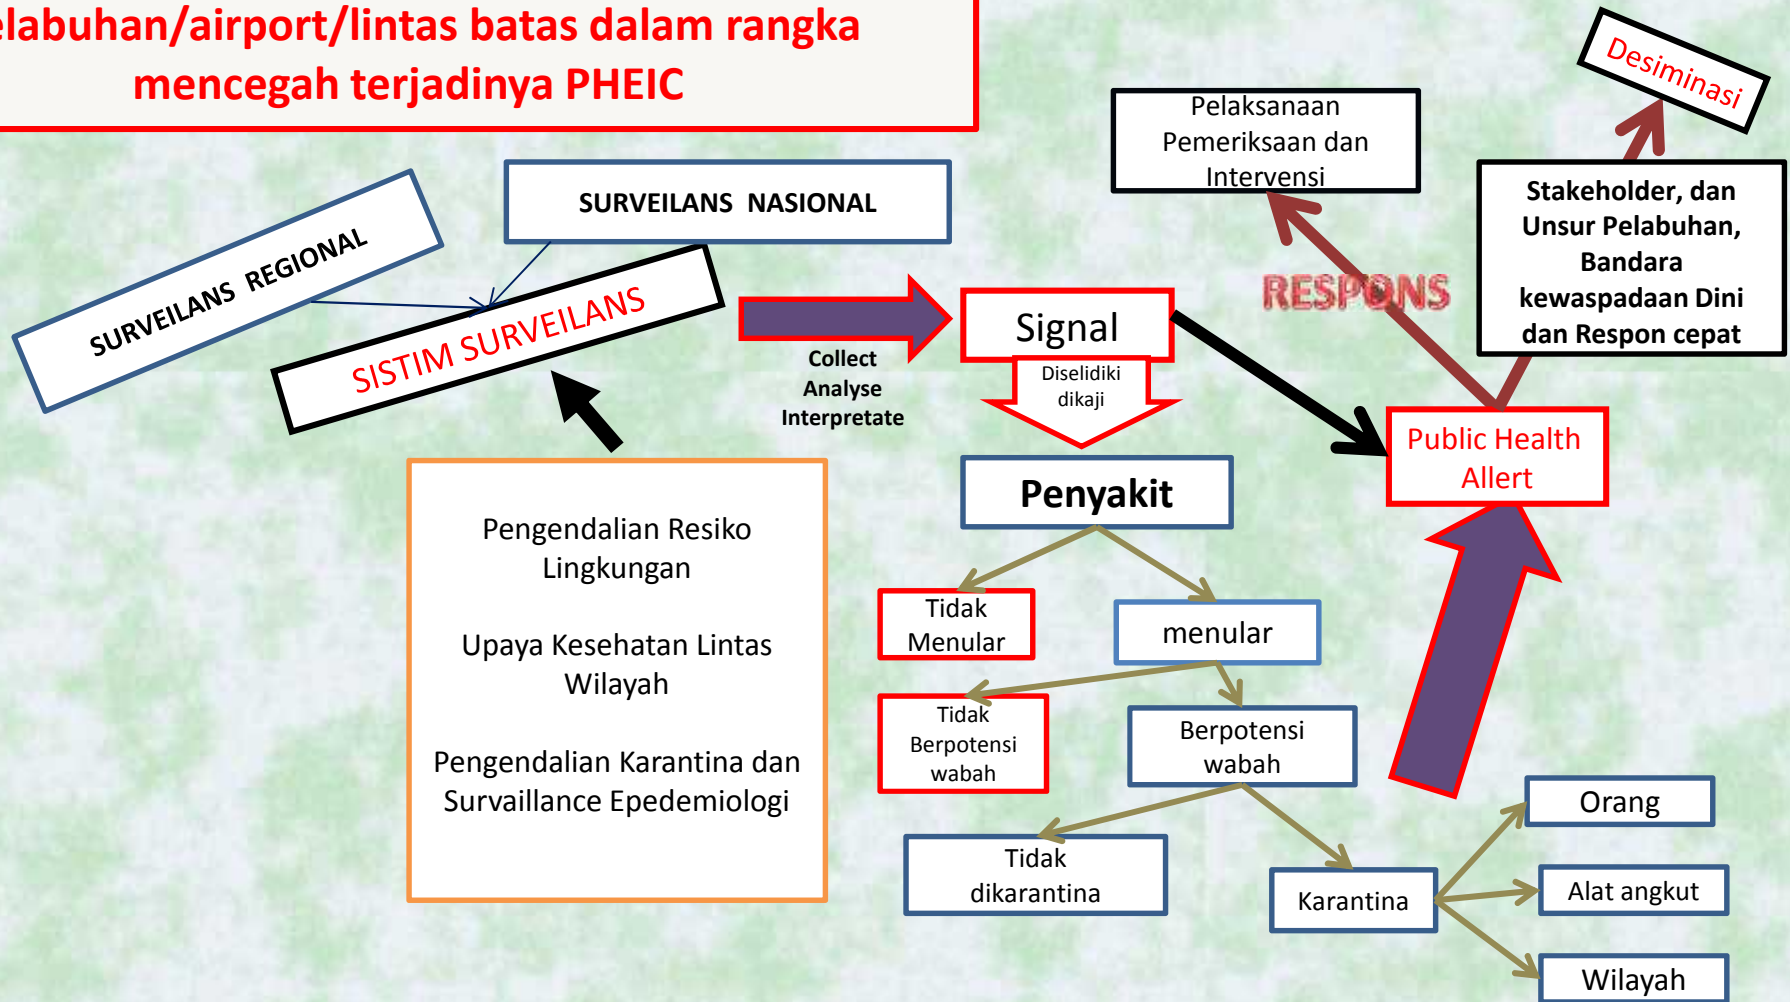 elabuhan/airport/lintas batas dalam rangka
mencegah terjadinya PHEIC
Desiminasi
Pelaksanaan
Pemeriksaan dan
Intervensi
Stakeholder, dan
Unsur Pelabuhan,
Bandara
kewaspadaan Dini
dan Respon cepat
SURVEILANS NASIONAL
SURVEILANS REGIONAL
SISTIM SURVEILANS
RESPONS
Collect
Analyse
Interpretate
Signal
Diselidiki
dikaji
Public Health
Allert
Penyakit
Pengendalian Resiko
Lingkungan
Upaya Kesehatan Lintas
Wilayah
Pengendalian Karantina dan
Survaillance Epedemiologi
Tidak
Menular
menular
Tidak
Berpotensi
wabah
Berpotensi
wabah
Tidak
dikarantina
Karantina
Orang
Alat angkut
Wilayah